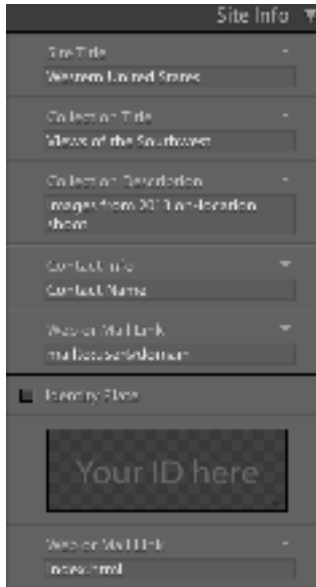 Site Info
Site Title
Western United States
Collection Title
Views of the Southwest
Collection Description
Images from 2013 on-location
shoot
Contact Info
Contact Name
Web or Mail Link
mailto:user@domain
Identity Plate
Your ID here
Web or Mail Link
index.html